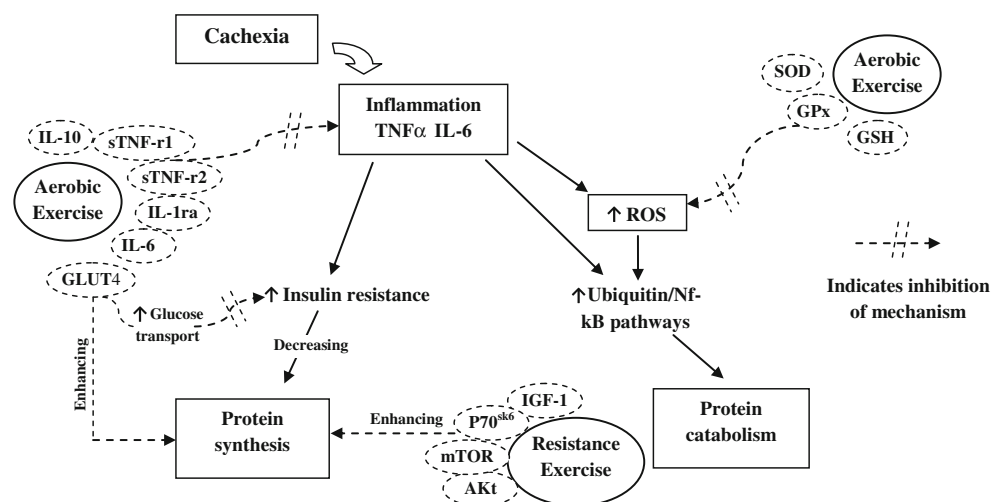 Cachexia
Inflammation
TNFα IL-6
SOD
Aerobic
Exercise
GPx
GSH
IL-10
sTNF-r1
sTNF-r2
Aerobic
Exercise
IL-1ra
IL-6
GLUT4
↑ ROS
↑ Glucose
transport
↑ Insulin resistance
↑Ubiquitin/Nf-
kB pathways
Indicates inhibition
of mechanism
Decreasing
Enhancing
Protein
synthesis
Enhancing
IGF-1
P70sk6
mTOR
AKt
Resistance
Exercise
Protein
catabolism